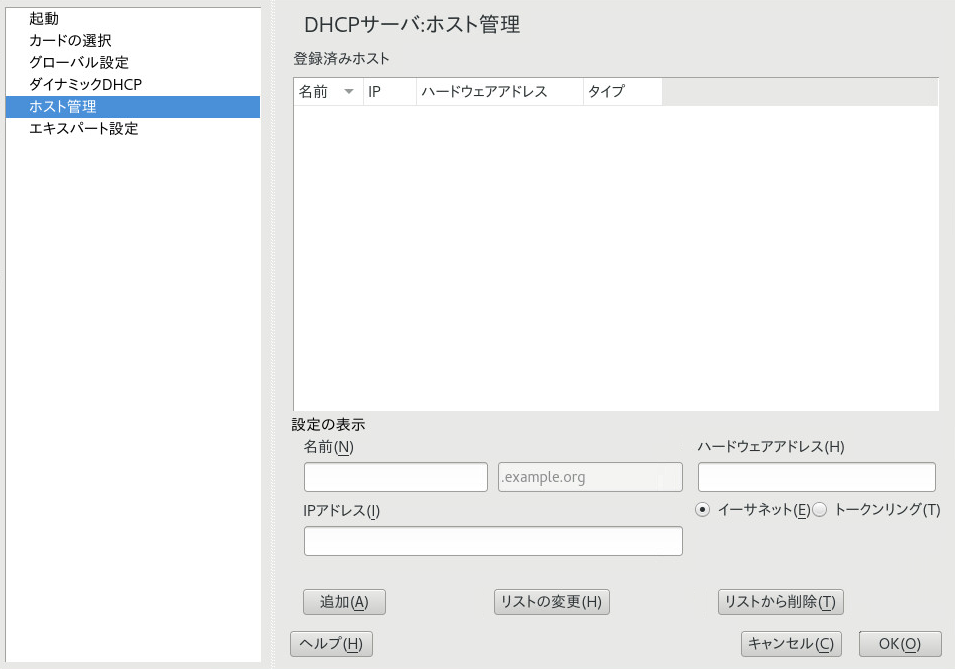 起動
カードの選択
グローバル設定
ダイナミックDHCP
ホスト管理
エキスパート設定
DHCPサーバ:ホスト管理
登録済みホスト
名前 IP ハードウェアアドレス タイプ
設定の表示
名前(N) ハードウェアアドレス(H)
.example.org
IPアドレス(I) イーサネット(E) トークンリング(T)
追加(A) リストの変更(H) リストから削除(T)
ヘルプ(H) キャンセル(C) OK(O)